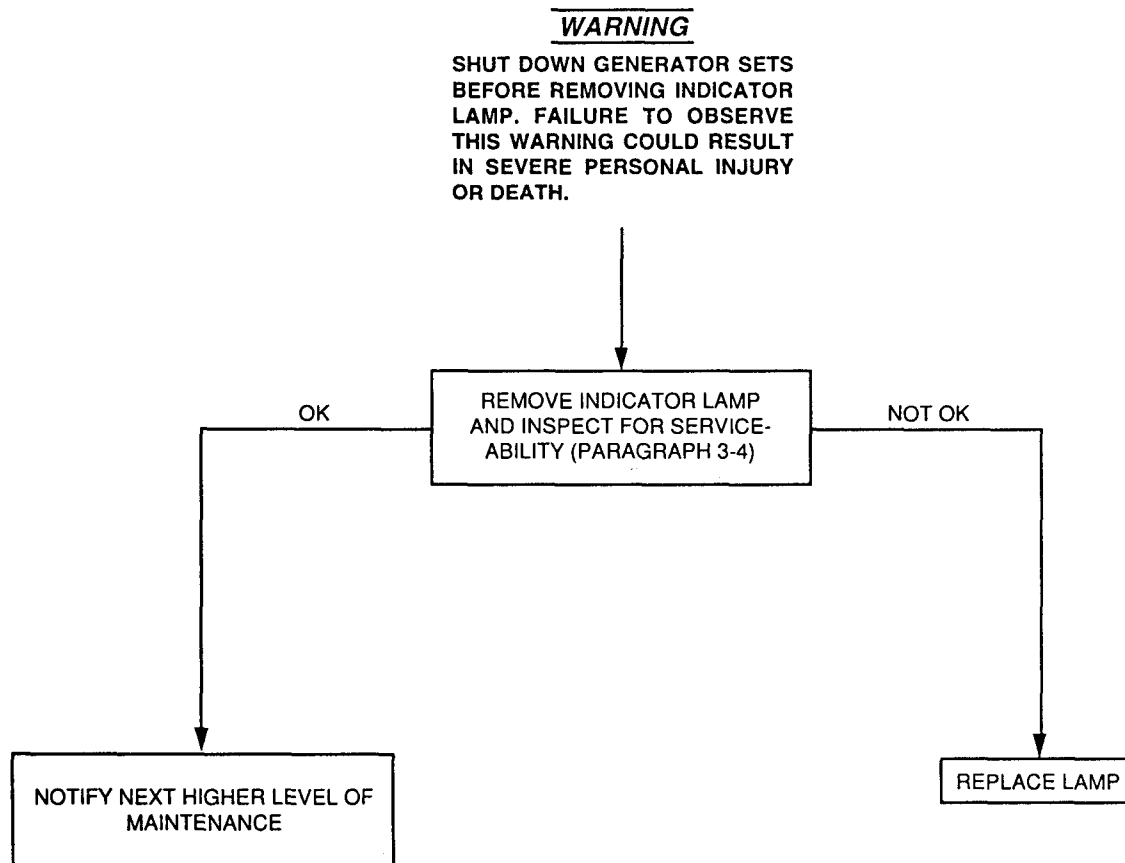 WARNING
SHUT DOWN GENERATOR SETS
BEFORE REMOVING INDICATOR
LAMP. FAILURE TO OBSERVE
THIS WARNING COULD RESULT
IN SEVERE PERSONAL INJURY
OR DEATH.
REMOVE INDICATOR LAMP
AND INSPECT FOR SERVICE-
ABILITY (PARAGRAPH 3-4)
OK
NOT OK
NOTIFY NEXT HIGHER LEVEL OF
MAINTENANCE
REPLACE LAMP